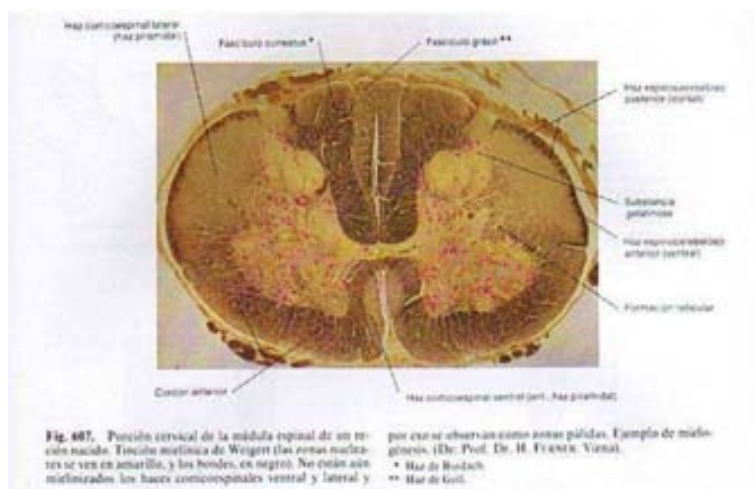 Haz corticoespinal lateral
(haz piramidal)
Fascículo cuneatus *
Fascículo grácil **
Haz espinocerebeloso
posterior (dorsal)
Substancia
gelatinosa
Haz espinocerebeloso
anterior (ventral)
Formación reticular
Cordón anterior
Haz corticoespinal ventral (ant., haz piramidal)
Fig. 607. Porción cervical de la médula espinal de un re-
cién nacido. Tinción mielínica de Weigert (las zonas nuclea-
res se ven en amarillo, y los bordes, en negro). No están aún
mielinizados los haces corticoespinales ventral y lateral y
por eso se observan como zonas pálidas. Ejemplo de mielo-
génesis. (De: Prof. Dr. H. FERNER. Viena).
* Haz de Burdach.
** Haz de Goll.